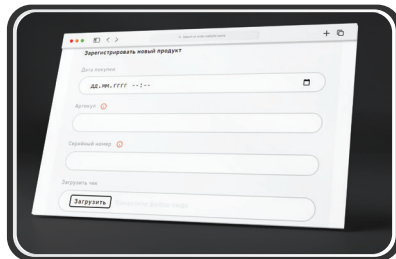 Зарегистрировать новый продукт
Дата покупки
ДД.ММ.ГГГГ --:--
Артикул
Серийный номер
Загрузить чек
Загрузить